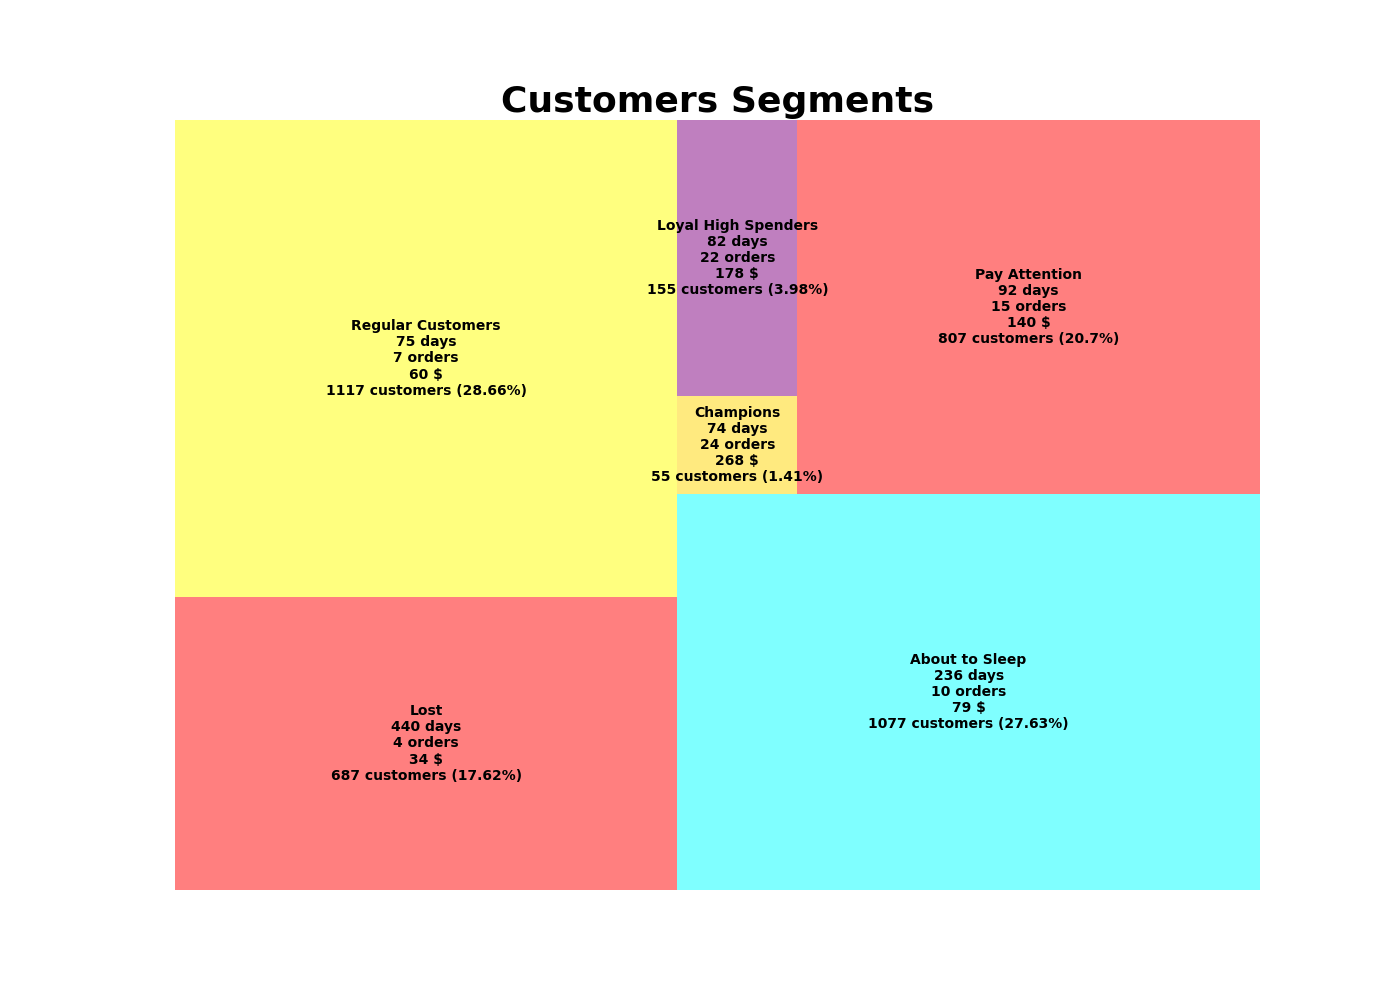 Customers Segments
Regular Customers
75 days
7 orders
60 $
1117 customers (28.66%)
Loyal High Spenders
82 days
22 orders
178 $
155 customers (3.98%)
Champions
74 days
24 orders
268 $
55 customers (1.41%)
Pay Attention
92 days
15 orders
140 $
807 customers (20.7%)
Lost
440 days
4 orders
34 $
687 customers (17.62%)
About to Sleep
236 days
10 orders
79 $
1077 customers (27.63%)